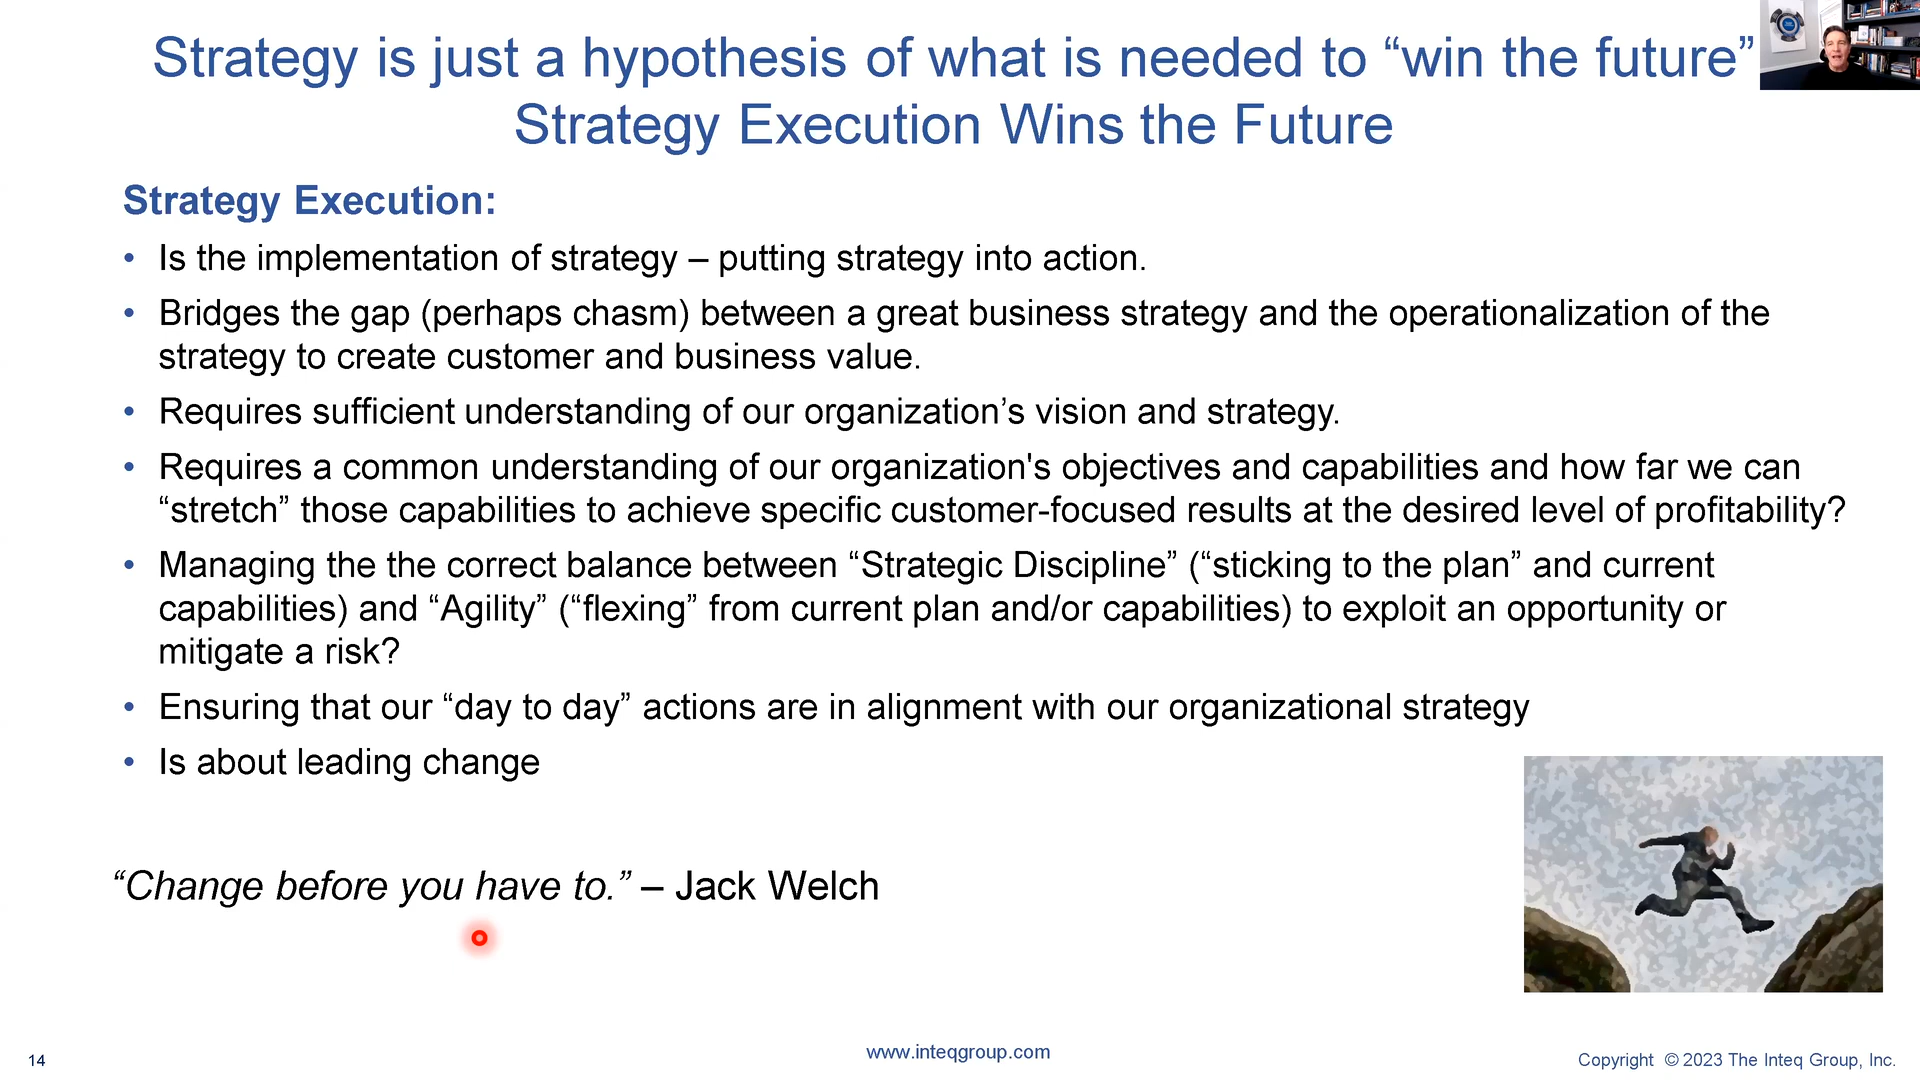 Strategy is just a hypothesis of what is needed to “win the future”
Strategy Execution Wins the Future
Strategy Execution:
• Is the implementation of strategy – putting strategy into action.
• Bridges the gap (perhaps chasm) between a great business strategy and the operationalization of the
strategy to create customer and business value.
• Requires sufficient understanding of our organization’s vision and strategy.
• Requires a common understanding of our organization's objectives and capabilities and how far we can
“stretch” those capabilities to achieve specific customer-focused results at the desired level of profitability?
• Managing the the correct balance between “Strategic Discipline” (“sticking to the plan” and current
capabilities) and “Agility” (“flexing” from current plan and/or capabilities) to exploit an opportunity or
mitigate a risk?
• Ensuring that our “day to day” actions are in alignment with our organizational strategy
• Is about leading change
“Change before you have to.” – Jack Welch
14
www.inteqgroup.com
Copyright © 2023 The Inteq Group, Inc.